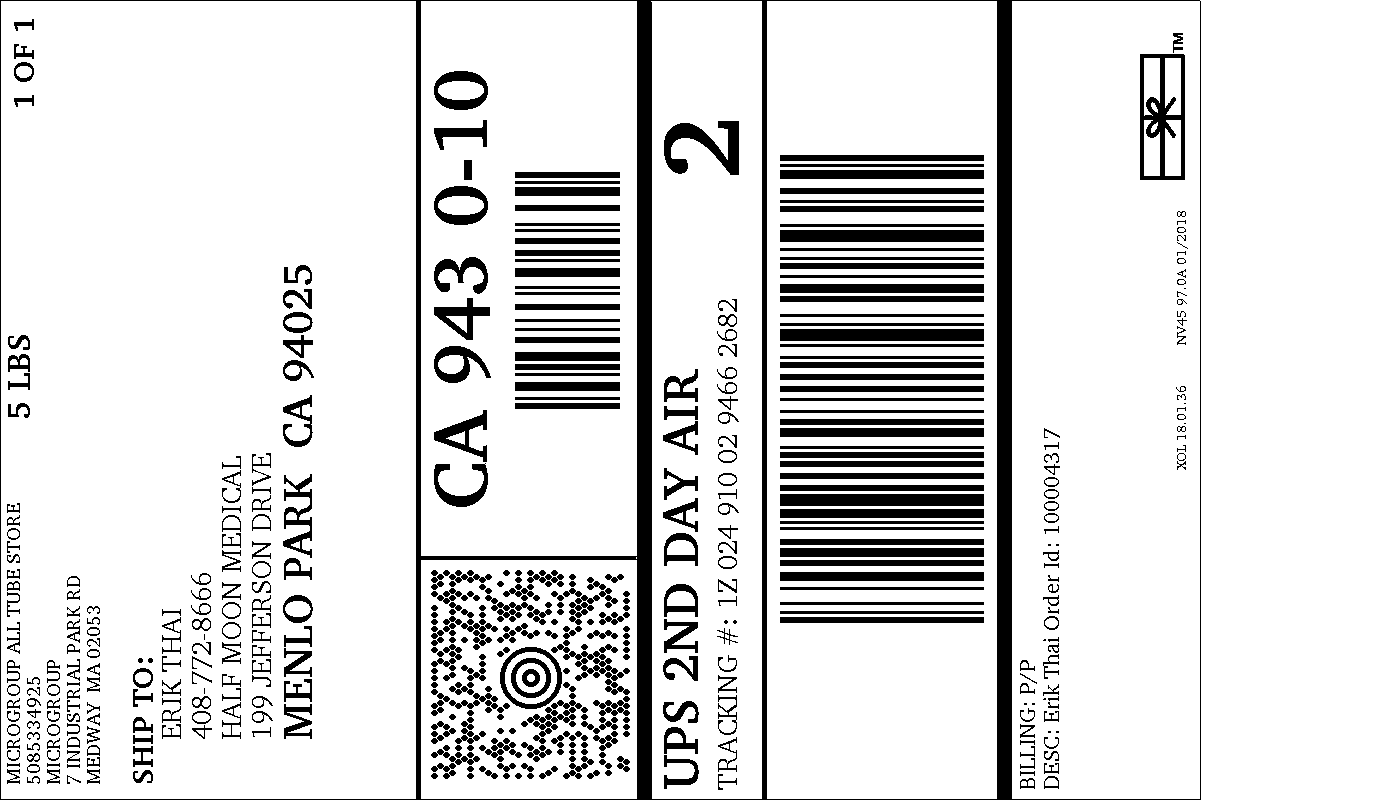 MICROGROUP ALL TUBE STORE
5085334925
MICROGROUP
7 INDUSTRIAL PARK RD
MEDWAY MA 02053
5 LBS
1 OF 1
SHIP TO:
ERIK THAI
408-772-8666
HALF MOON MEDICAL
199 JEFFERSON DRIVE
MENLO PARK CA 94025
CA 943 0-10
UPS 2ND DAY AIR
2
TRACKING #: 1Z 024 910 02 9466 2682
BILLING: P/P
DESC: Erik Thai Order Id: 100004317
XOL 18.01.36 NV45 97.0A 01/2018
TM